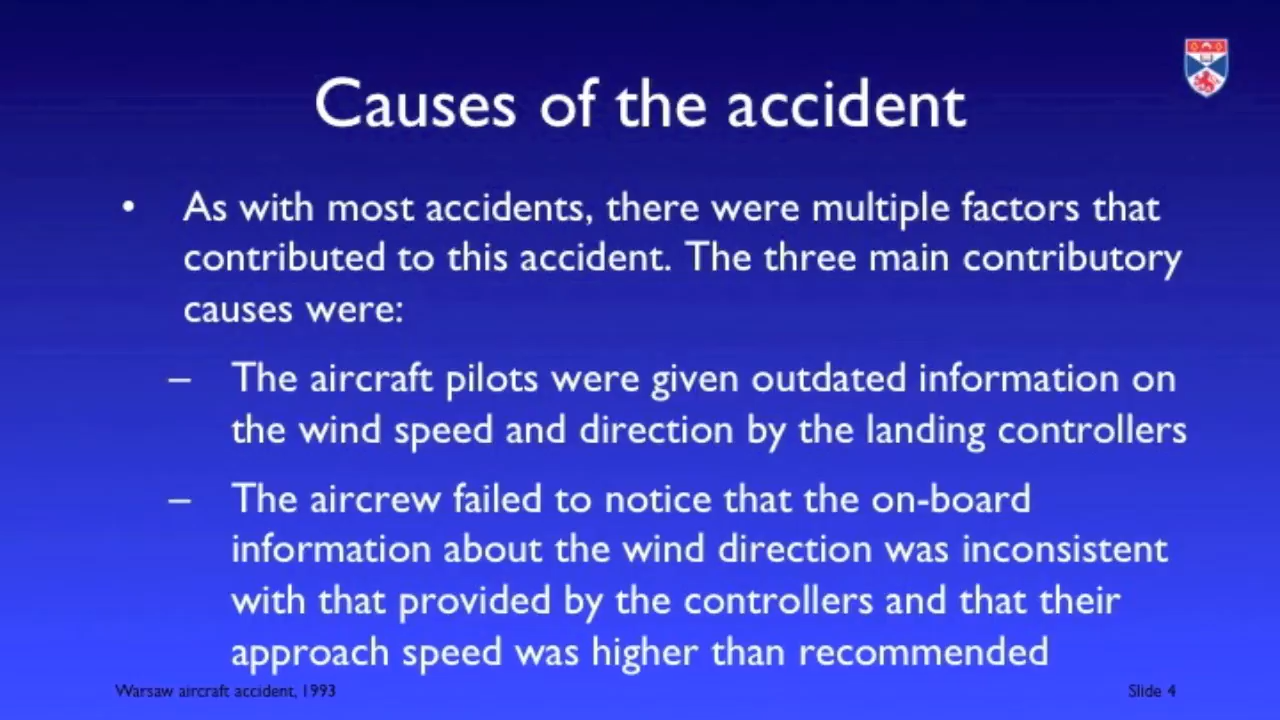 Causes of the accident
• As with most accidents, there were multiple factors that
contributed to this accident. The three main contributory
causes were:
– The aircraft pilots were given outdated information on
the wind speed and direction by the landing controllers
– The aircrew failed to notice that the on-board
information about the wind direction was inconsistent
with that provided by the controllers and that their
approach speed was higher than recommended
Warsaw aircraft accident, 1993
Slide 4